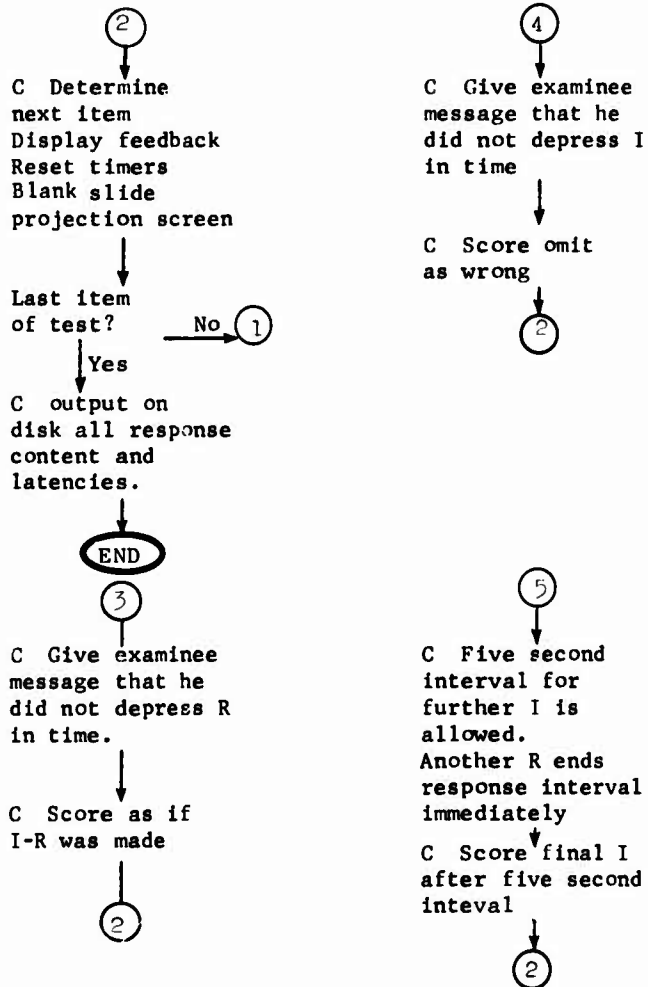 2
C Determine
next item
Display feedback
Reset timers
Blank slide
projection screen
Last item
of test?
No 1
Yes
C output on
disk all response
content and
latencies.
END
3
C Give examinee
message that he
did not depress R
in time.
C Score as if
I-R was made
2
4
C Give examinee
message that he
did not depress I
in time
C Score omit
as wrong
2
5
C Five second
interval for
further I is
allowed.
Another R ends
response interval
immediately
C Score final I
after five second
inteval
2